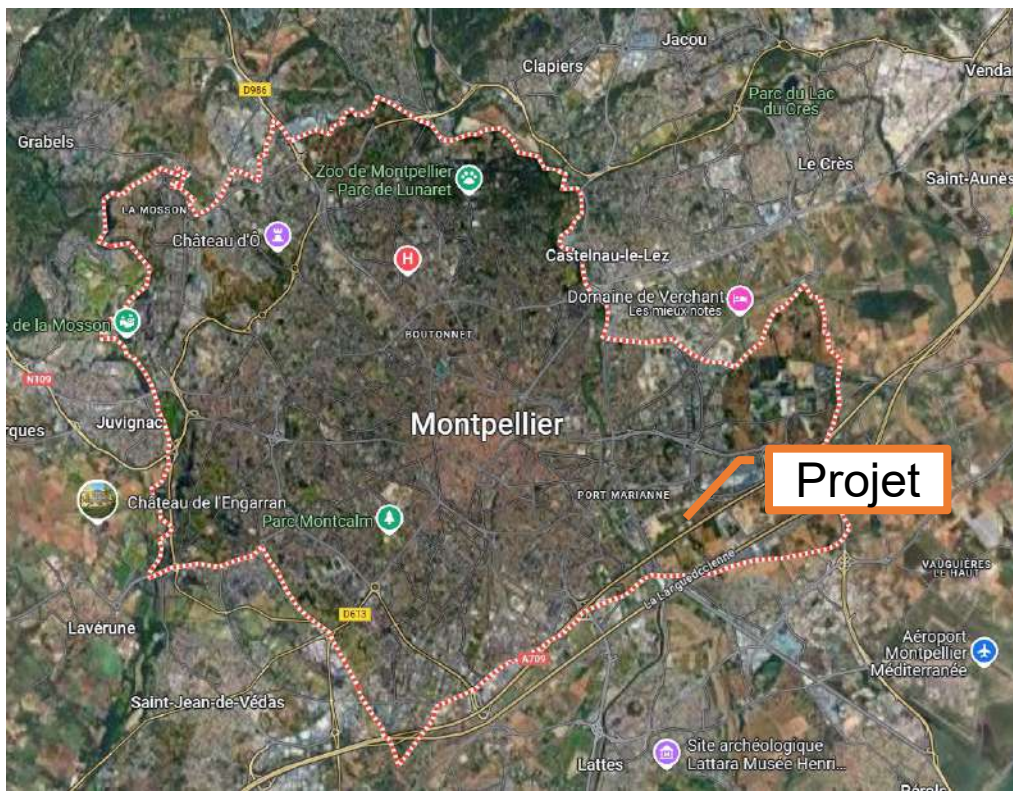 Jacou
Clapiers
Venda
D986
Parc du Lac
du Crès
Grabels
Zoo de Montpellier
- Parc de Lunaret
Le Crès
Saint-Aunès
LA MOSSON
Château d'Ô
H
Castelnau-le-Lez
Domaine de Verchant
Les mieux notés
e de la Mosson
BOUTONNET
N109
Juvignac
rques
Montpellier
Projet
Château de l'Engarran
PORT MARIANNE
Parc Montcalm
La Languedocienne
VAUGUIÈRES
LE HAUT
D613
Lavérune
A709
Aéroport
Montpellier
Méditerranée
Saint-Jean-de-Védas
Site archéologique
Lattara Musée Henri...
Lattes
Pérols